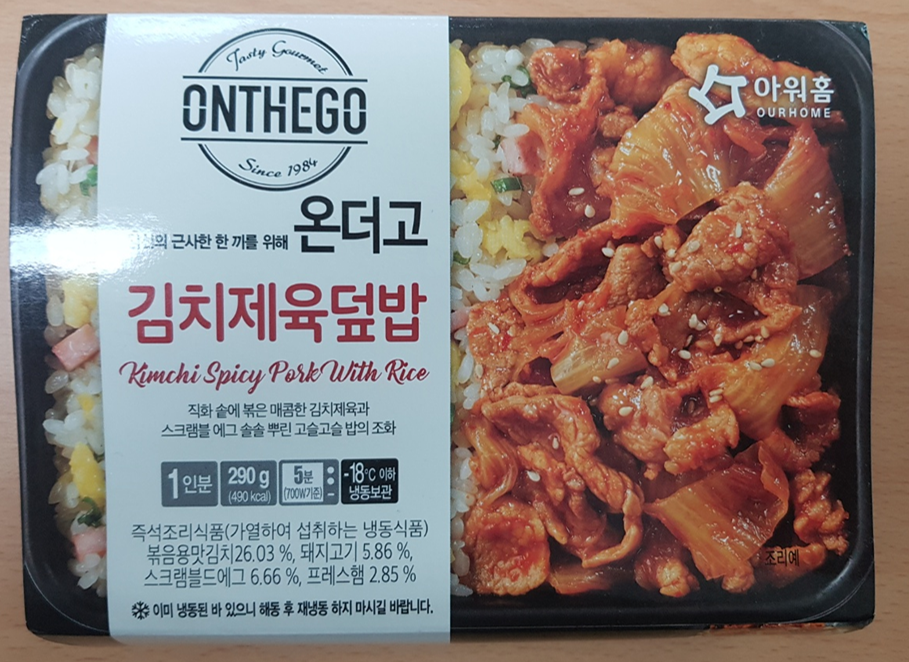 Tasty Gourmet
ONTHEGO
Since 1984
아워홈
OURHOME
근사한 한 끼를 위해 온더고
김치제육덮밥
Kimchi Spicy Pork With Rice
직화 솥에 볶은 매콤한 김치제육과
스크램블 에그 솔솔 뿌린 고슬고슬 밥의 조화
1인분 290 g (490 kcal) 5분 (700W기준) -18℃ 이하 냉동보관
즉석조리식품(가열하여 섭취하는 냉동식품)
볶음용맛김치26.03 %, 돼지고기 5.86 %,
스크램블드에그 6.66 %, 프레스햄 2.85 %
이미 냉동된 바 있으니 해동 후 재냉동 하지 마시길 바랍니다.
조리예